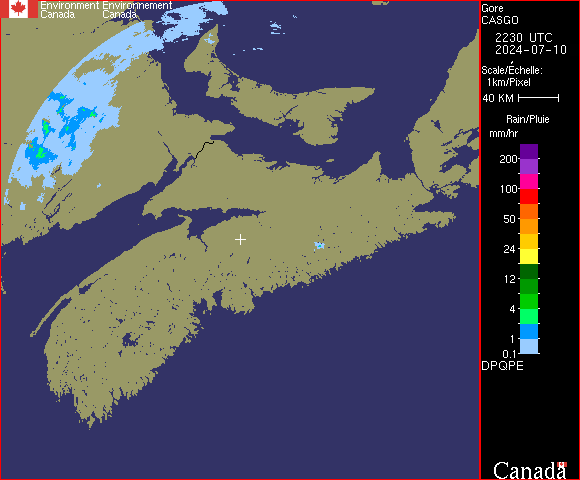 Environment Environnement
Canada Canada
Gore
CASGO
2230 UTC
2024-07-10
Scale/Échelle:
1km/Pixel
40 KM
Rain/Pluie
mm/hr
200
100
50
24
12
4
1
0.1
DPQPE
Canada